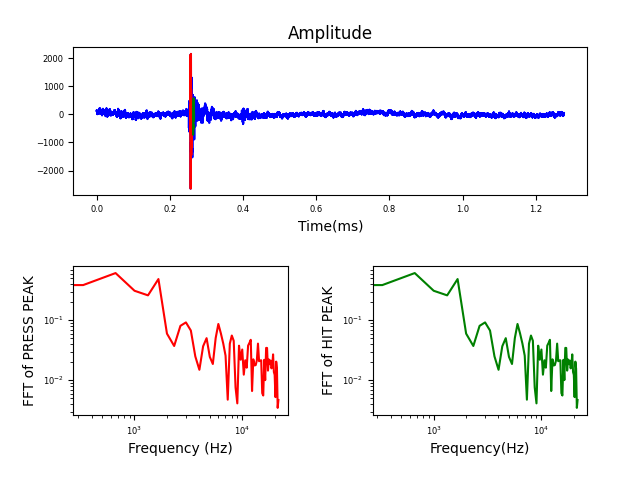 Amplitude
2000
1000
0
−1000
−2000
0.0 0.2 0.4 0.6 0.8 1.0 1.2
Time(ms)
FFT of PRESS PEAK
10⁻¹
10⁻²
10³ 10⁴
Frequency (Hz)
FFT of HIT PEAK
10⁻¹
10⁻²
10³ 10⁴
Frequency(Hz)